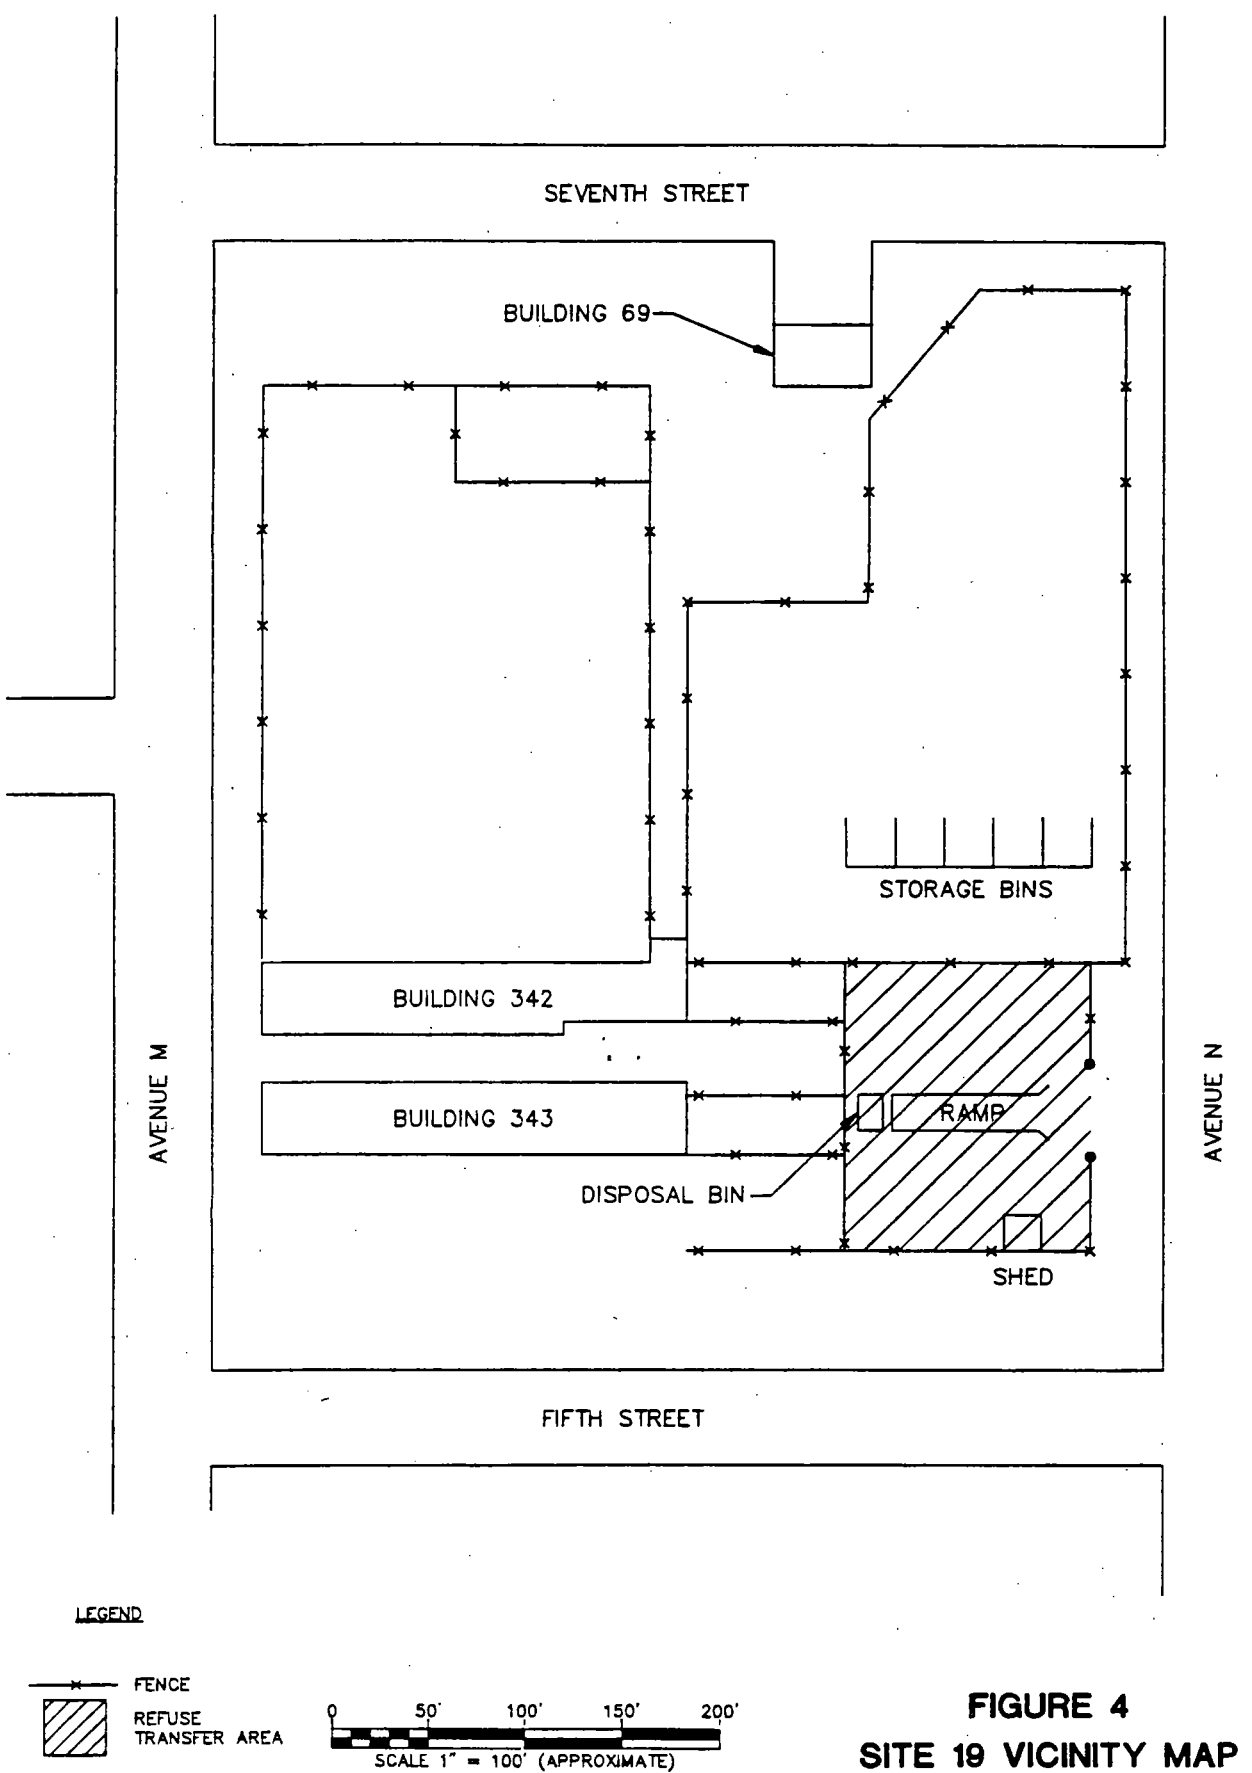 SEVENTH STREET
BUILDING 69
STORAGE BINS
BUILDING 342
AVENUE M
AVENUE N
BUILDING 343
RAMP
DISPOSAL BIN
SHED
FIFTH STREET
LEGEND
FENCE
REFUSE
TRANSFER AREA
0 50' 100' 150' 200'
SCALE 1" = 100' (APPROXIMATE)
FIGURE 4
SITE 19 VICINITY MAP